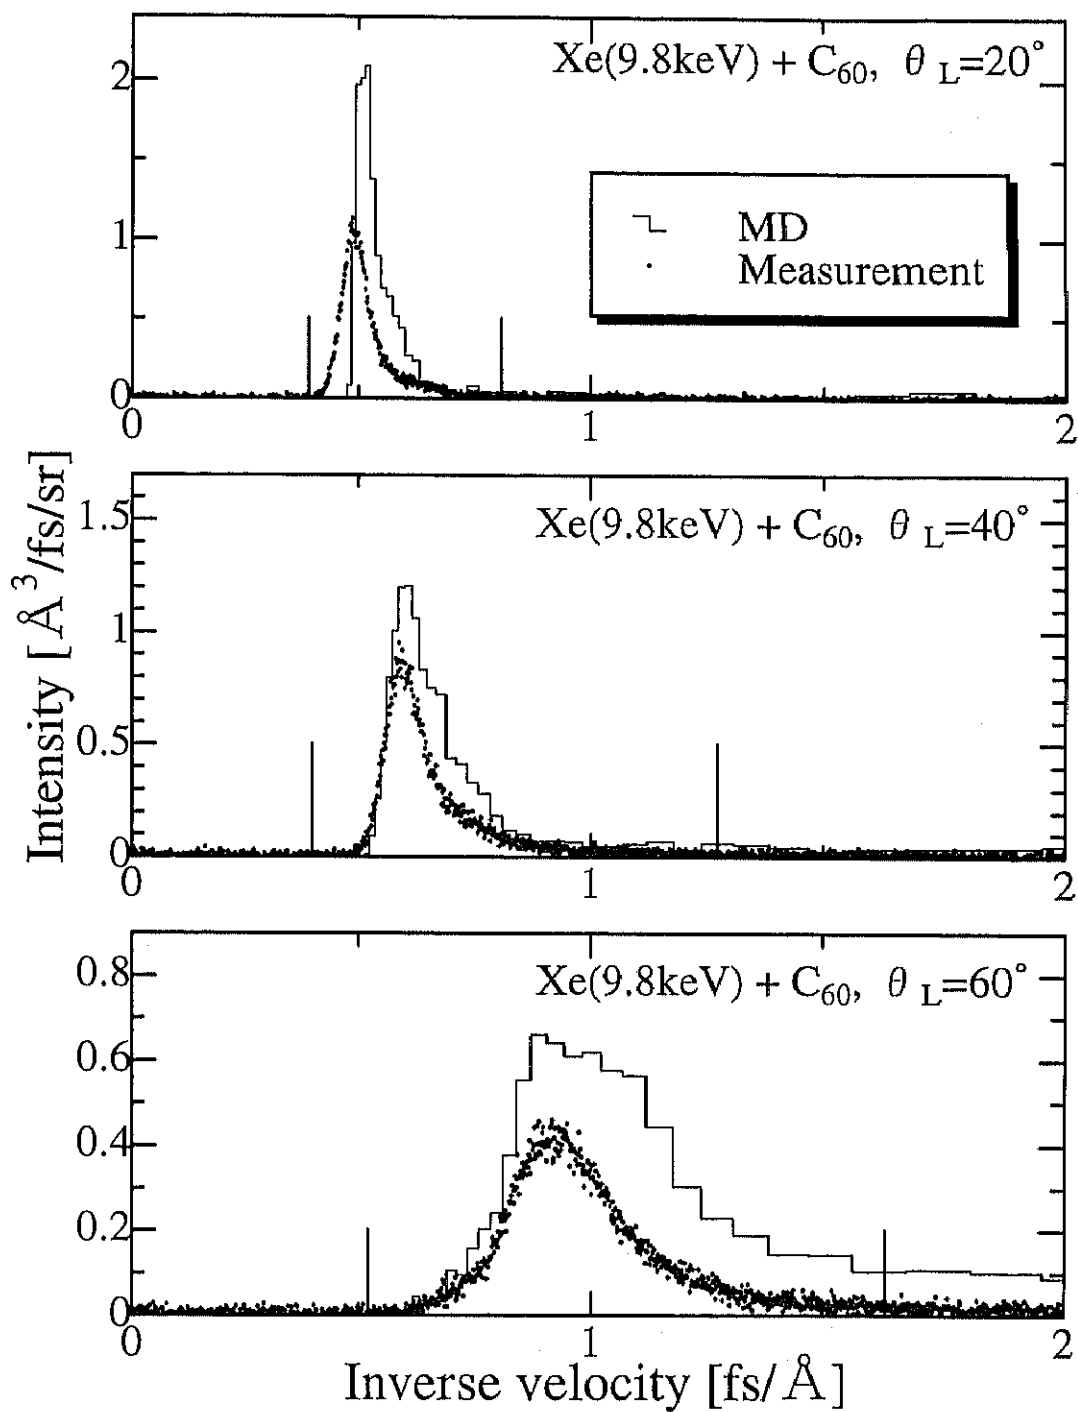 Xe(9.8keV) + C60, θ L=20°
MD
Measurement
2
1
0
0 1 2
Intensity [Å3/fs/sr]
Xe(9.8keV) + C60, θ L=40°
1.5
1
0.5
0
0 1 2
Xe(9.8keV) + C60, θ L=60°
0.8
0.6
0.4
0.2
0
0 1 2
Inverse velocity [fs/Å]